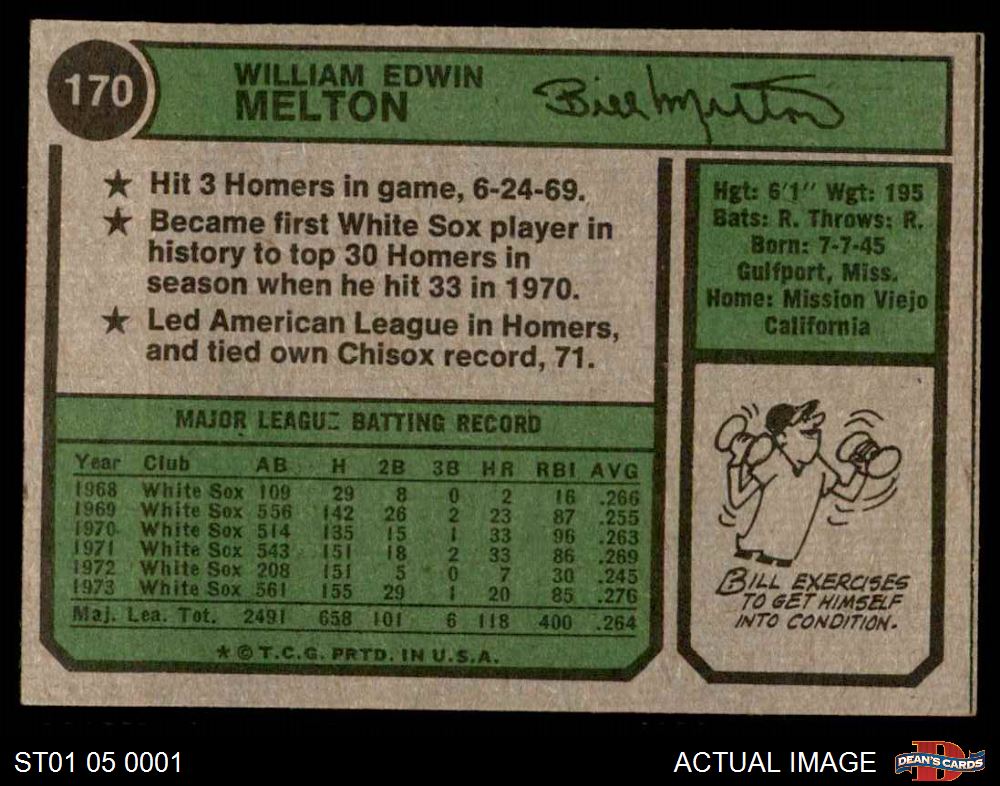 170
WILLIAM EDWIN
MELTON
Bill Melton
★ Hit 3 Homers in game, 6-24-69.
★ Became first White Sox player in
history to top 30 Homers in
season when he hit 33 in 1970.
★ Led American League in Homers,
and tied own Chisox record, 71.
Hgt: 6'1" Wgt: 195
Bats: R. Throws: R.
Born: 7-7-45
Gulfport, Miss.
Home: Mission Viejo
California
MAJOR LEAGUE BATTING RECORD
Year Club AB H 2B 3B HR RBI AVG
1968 White Sox 109 29 8 0 2 16 .266
1969 White Sox 556 142 26 2 23 87 .255
1970 White Sox 514 135 15 1 33 96 .263
1971 White Sox 543 151 18 2 33 86 .269
1972 White Sox 208 151 5 0 7 30 .245
1973 White Sox 561 155 29 1 20 85 .276
Maj. Lea. Tot. 2491 658 101 6 118 400 .264
★ © T.C.G. PRTD. IN U.S.A.
BILL EXERCISES
TO GET HIMSELF
INTO CONDITION.
ST01 05 0001
ACTUAL IMAGE
DEAN'S CARDS